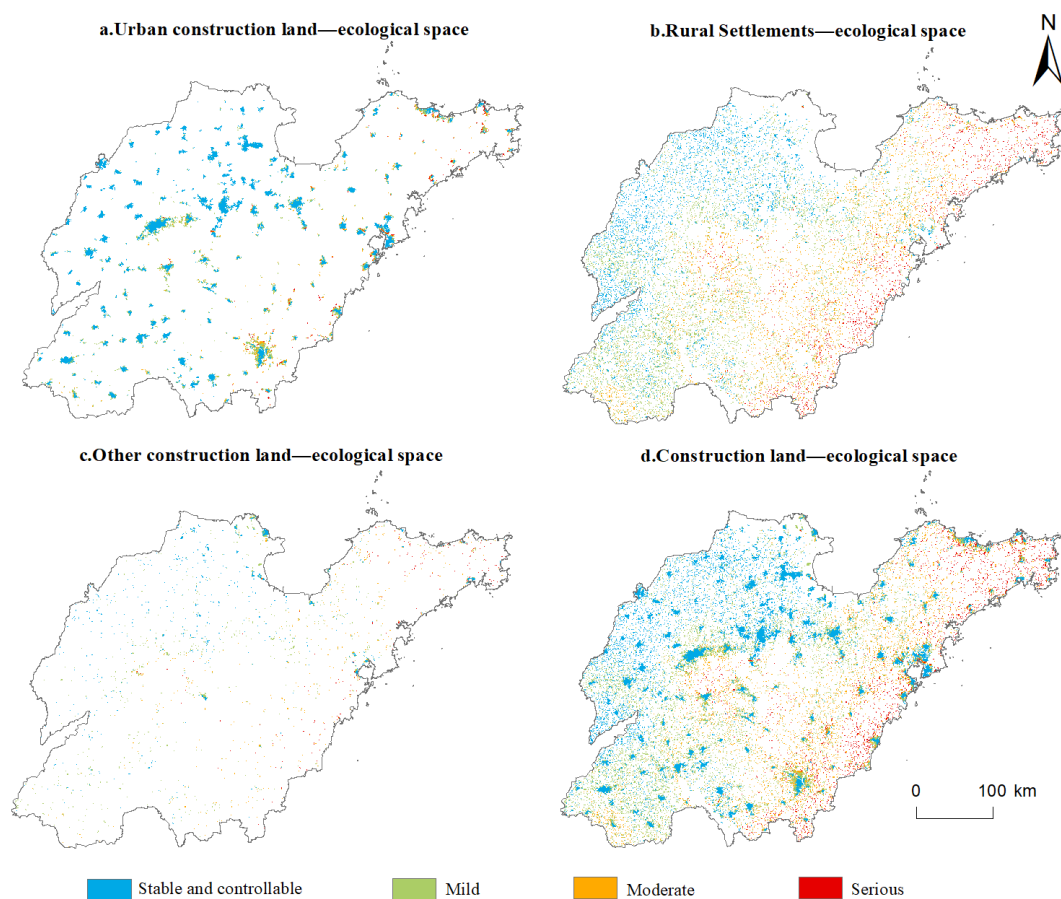 a.Urban construction land—ecological space
b.Rural Settlements—ecological space
N
c.Other construction land—ecological space
d.Construction land—ecological space
0 100 km
Stable and controllable
Mild
Moderate
Serious